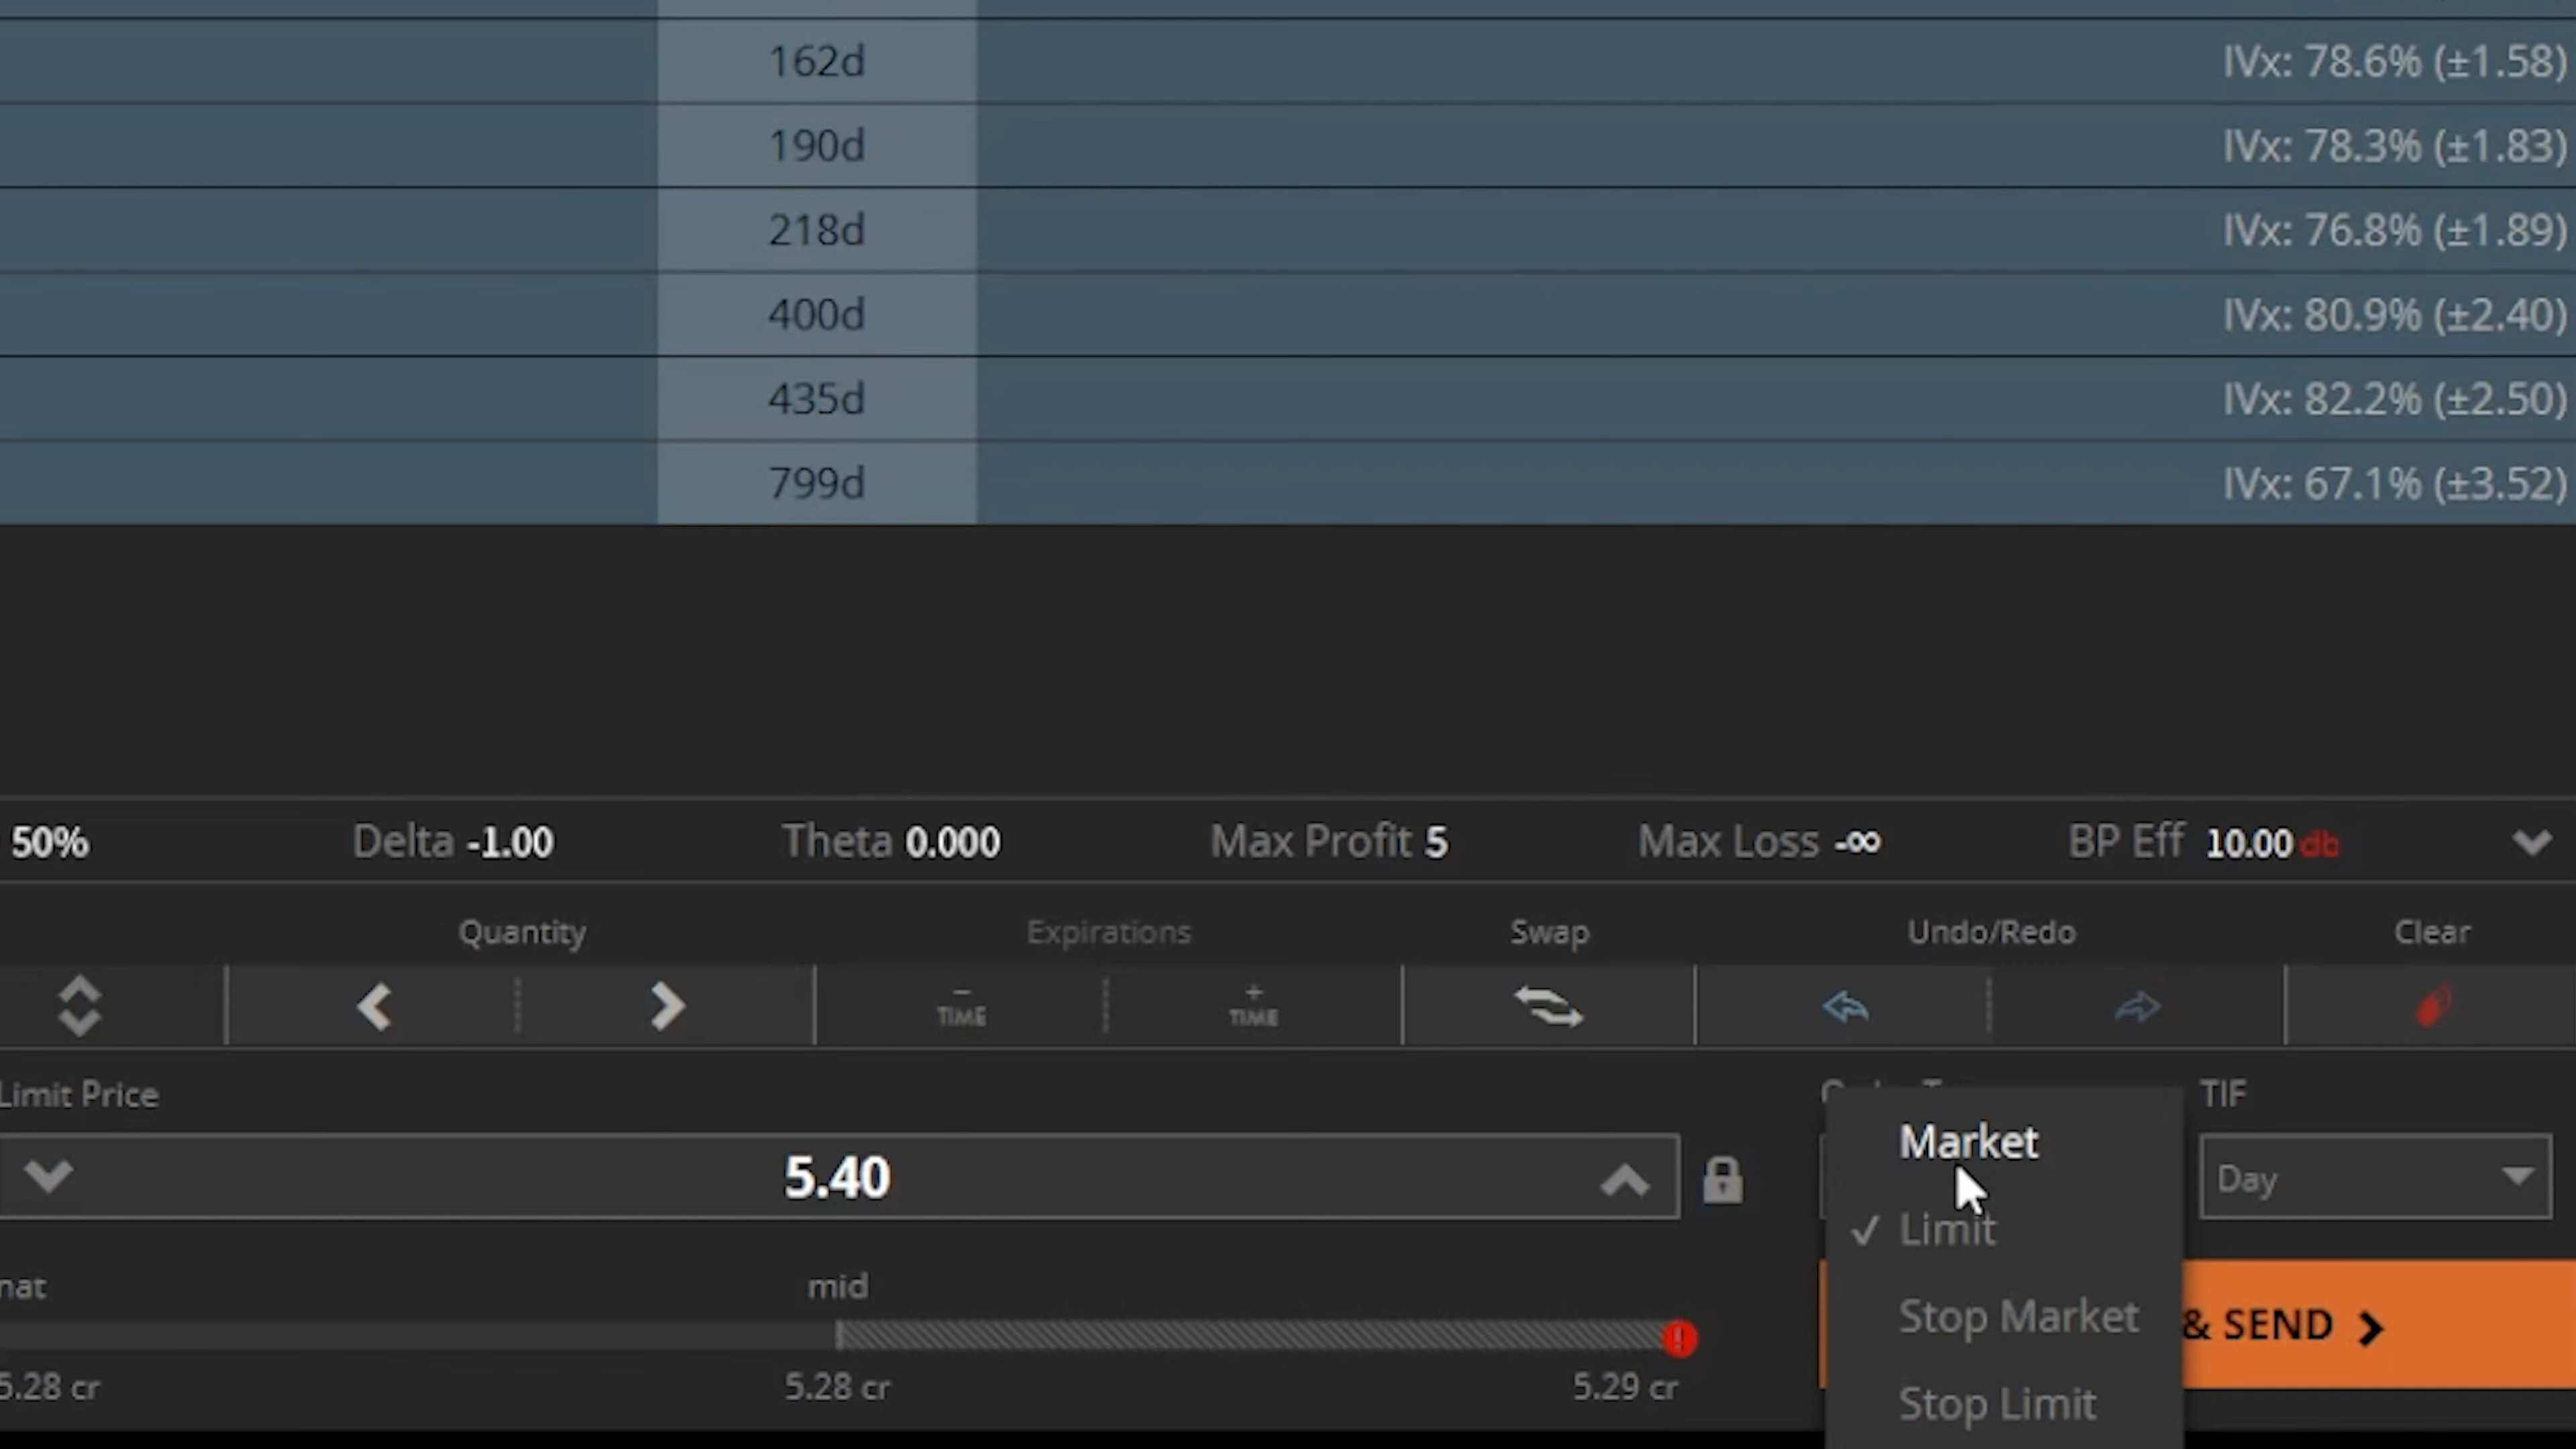 162d IVx: 78.6% (±1.58)
190d IVx: 78.3% (±1.83)
218d IVx: 76.8% (±1.89)
400d IVx: 80.9% (±2.40)
435d IVx: 82.2% (±2.50)
799d IVx: 67.1% (±3.52)
50% Delta -1.00 Theta 0.000 Max Profit 5 Max Loss -∞ BP Eff 10.00 db
Quantity Expirations Swap Undo/Redo Clear
− TIME + TIME
Limit Price TIF
5.40 Day
Market
✓ Limit
Stop Market
Stop Limit
& SEND
nat mid
5.28 cr 5.28 cr 5.29 cr